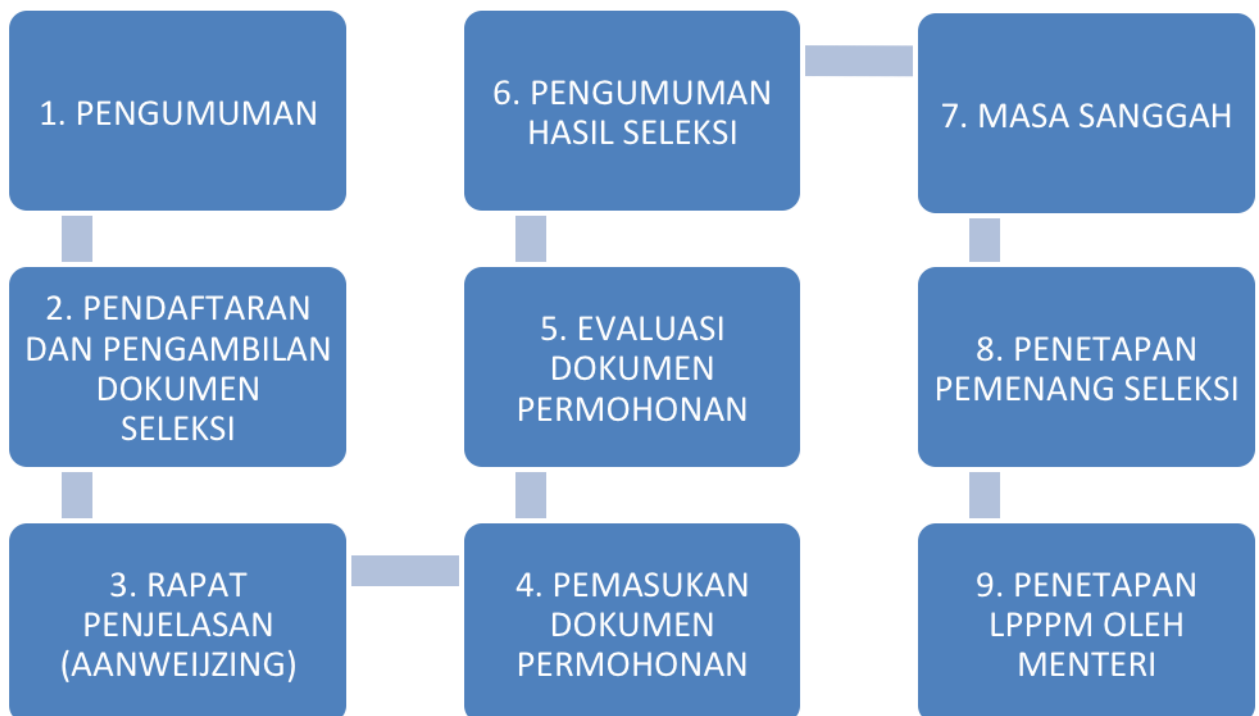 1. PENGUMUMAN
2. PENDAFTARAN
DAN PENGAMBILAN
DOKUMEN
SELEKSI
3. RAPAT
PENJELASAN
(AANWEIJZING)
4. PEMASUKAN
DOKUMEN
PERMOHONAN
5. EVALUASI
DOKUMEN
PERMOHONAN
6. PENGUMUMAN
HASIL SELEKSI
7. MASA SANGGAH
8. PENETAPAN
PEMENANG SELEKSI
9. PENETAPAN
LPPPM OLEH
MENTERI